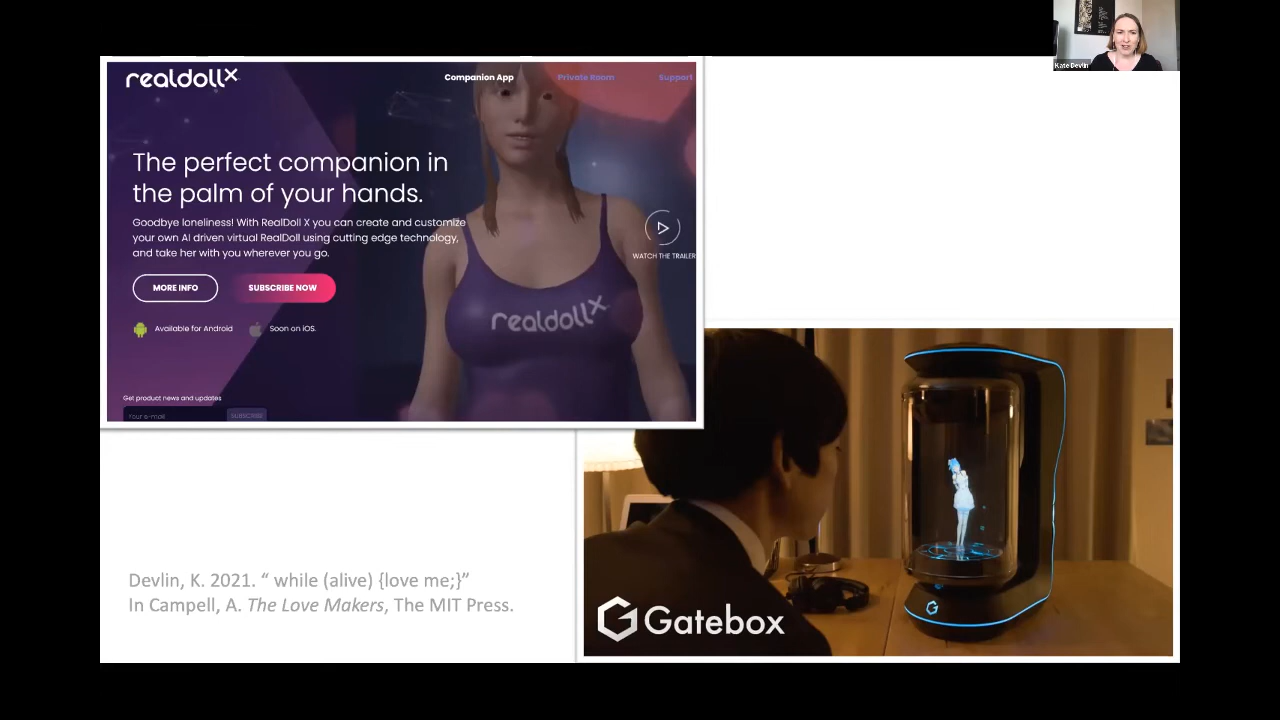 Kate Devlin
realdollx
Companion App
Private Room
Support
The perfect companion in
the palm of your hands.
Goodbye loneliness! With RealDoll X you can create and customize
your own AI driven virtual RealDoll using cutting edge technology,
and take her with you wherever you go.
WATCH THE TRAILER
MORE INFO
SUBSCRIBE NOW
Available for Android
Soon on iOS.
realdollx
Get product news and updates
Your e-mail
SUBSCRIBE
Devlin, K. 2021. “ while (alive) {love me;}”
In Campell, A. The Love Makers, The MIT Press.
Gatebox